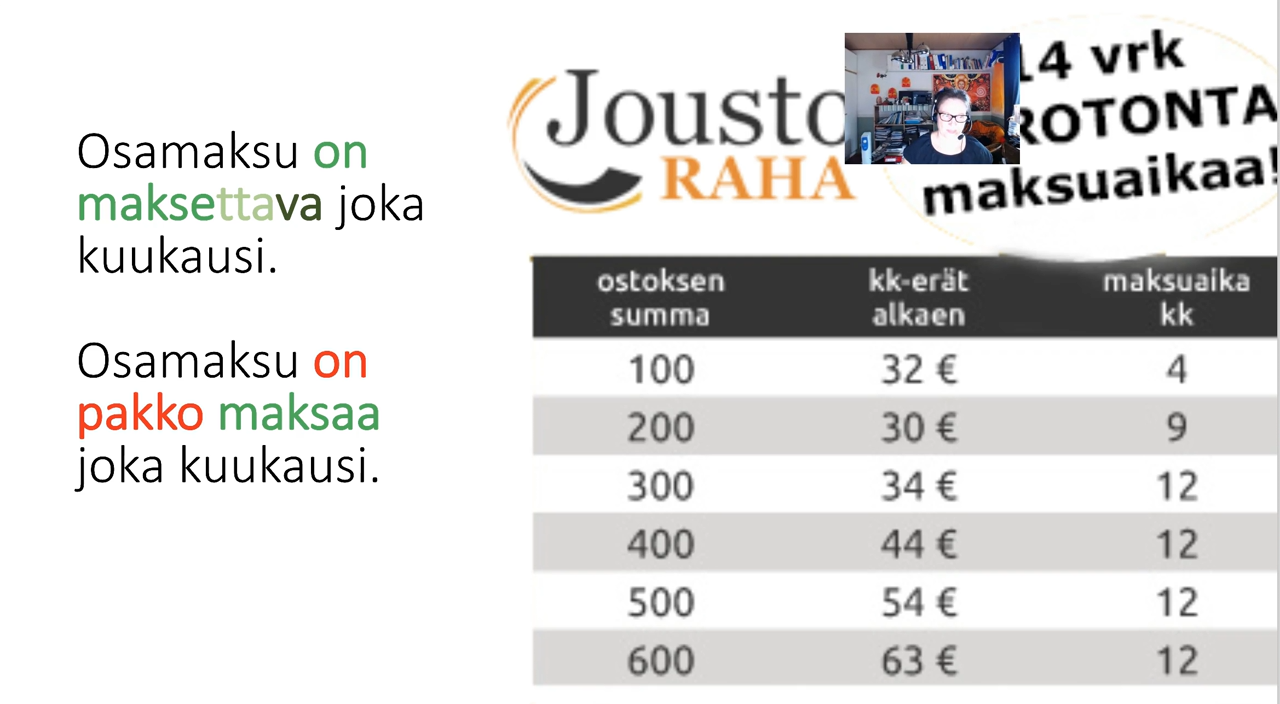 Osamaksu on
maksettava joka
kuukausi.
Osamaksu on
pakko maksaa
joka kuukausi.
Jousto
RAHA
14 vrk
ROTONTA
maksuaikaa!
ostoksen summa kk-erät alkaen maksuaika kk
100 32 € 4
200 30 € 9
300 34 € 12
400 44 € 12
500 54 € 12
600 63 € 12